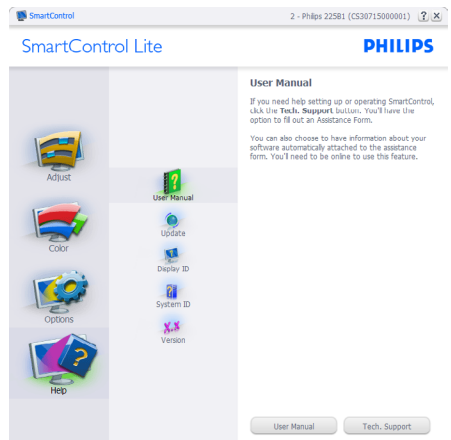 SmartControl
2 - Philips 225B1 (CS30715000001)
SmartControl Lite
PHILIPS
Adjust
Color
Options
Help
User Manual
Update
Display ID
System ID
X.X
Version
User Manual
If you need help setting up or operating SmartControl,
click the Tech. Support button. You'll have the
option to fill out an Assistance Form.
You can also choose to have information about your
software automatically attached to the assistance
form. You'll need to be online to use this feature.
User Manual
Tech. Support